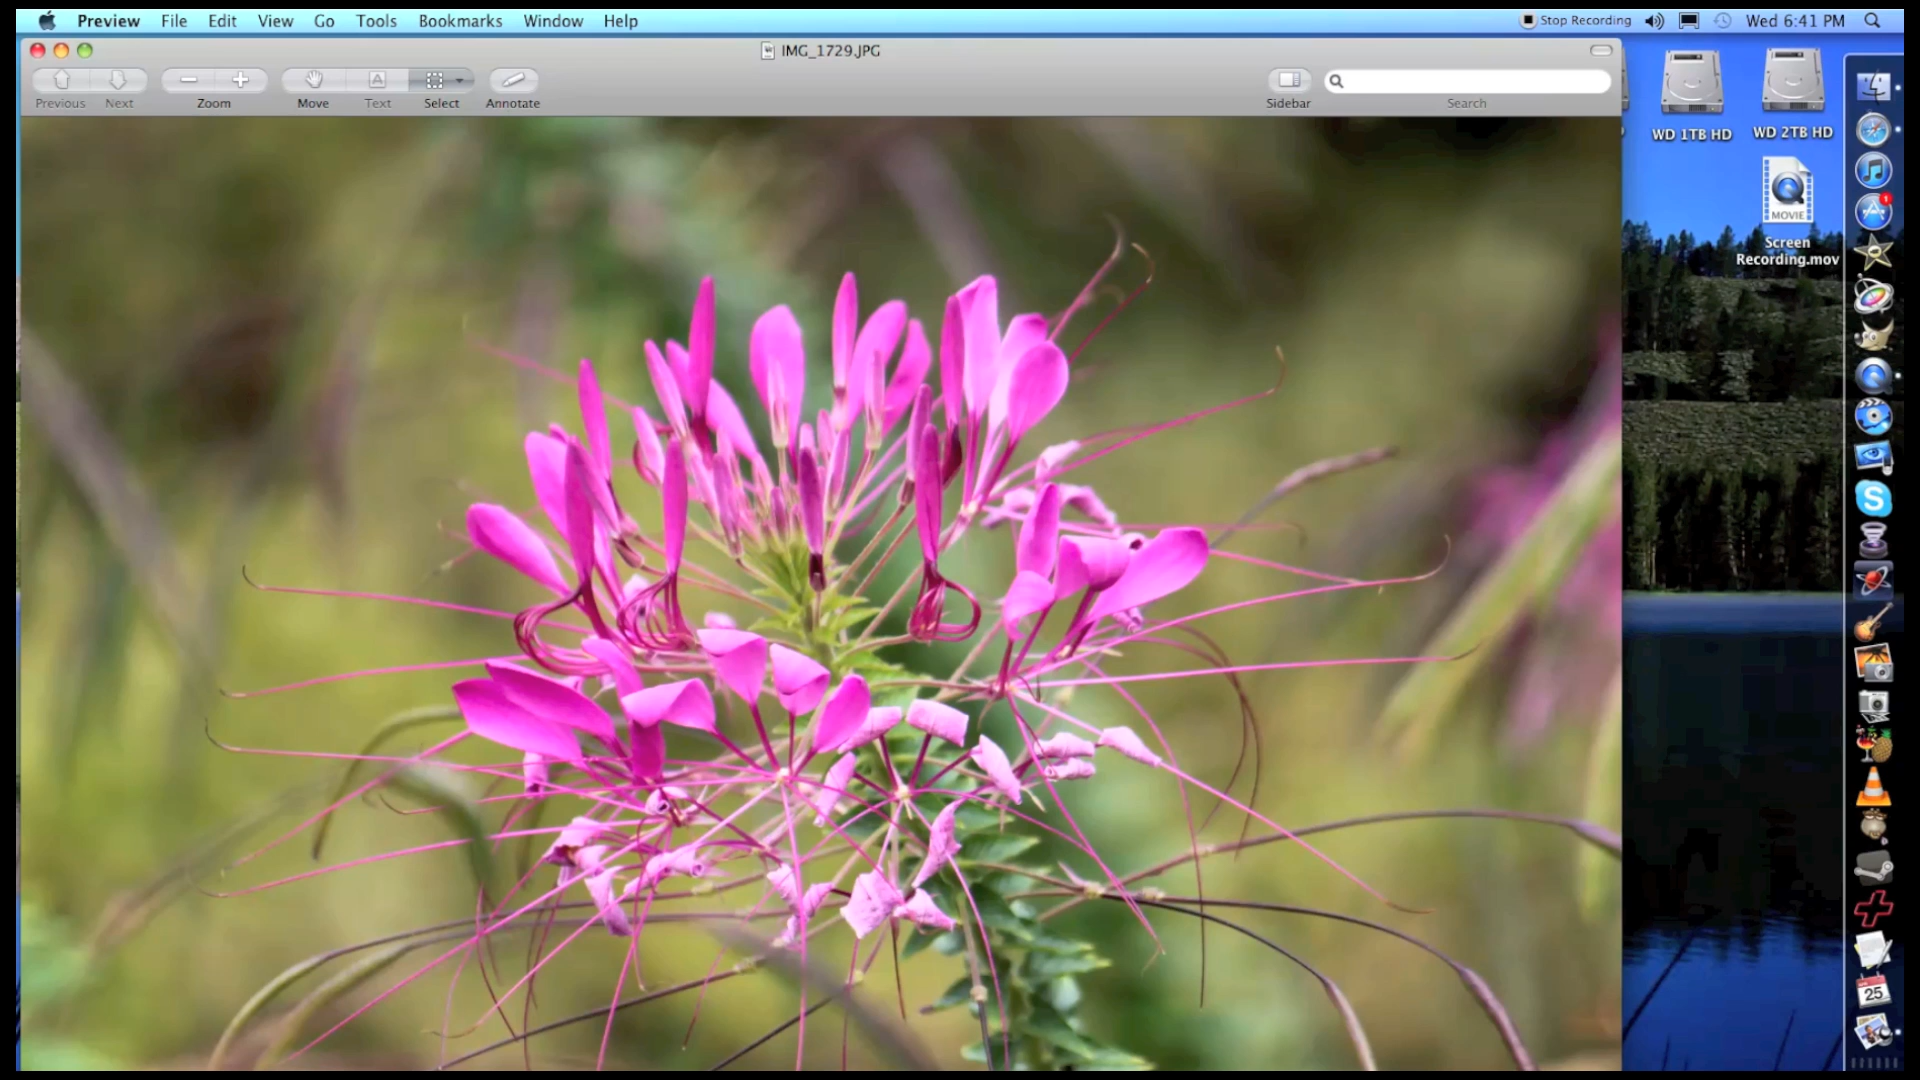 Preview File Edit View Go Tools Bookmarks Window Help
Stop Recording Wed 6:41 PM
IMG_1729.JPG
Previous Next Zoom Move Text Select Annotate Sidebar Search
A
WD 1TB HD WD 2TB HD
MOVIE
Screen
Recording.mov
1
S
25